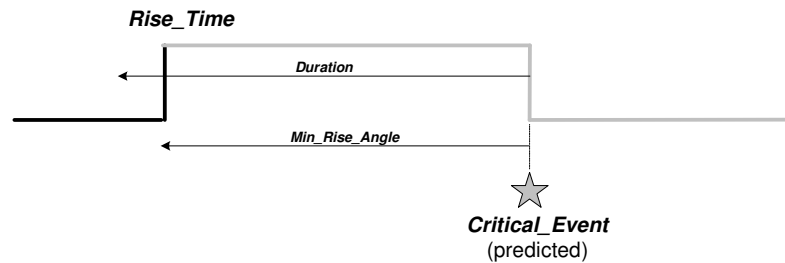 Rise_Time
Duration
Min_Rise_Angle
Critical_Event
(predicted)